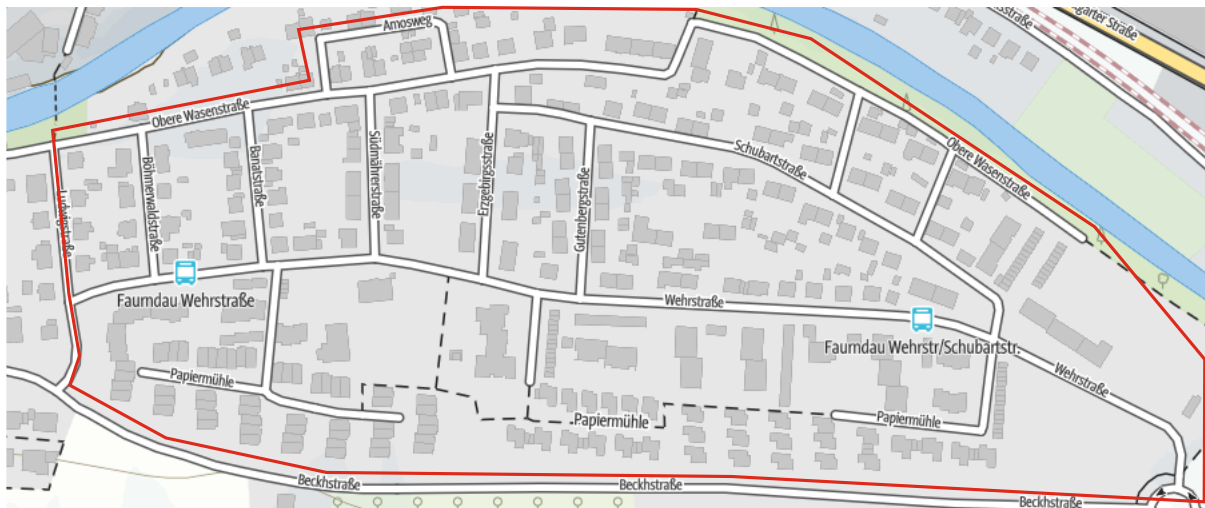 Amosweg
Obere Wasenstraße
Ludwigstraße
Böhmerwaldstraße
Banatstraße
Südmährerstraße
Erzgebirgsstraße
Gutenbergstraße
Schubartstraße
Obere Wasenstraße
Faurndau Wehrstraße
Wehrstraße
Faurndau Wehrstr/Schubartstr.
Wehrstraße
Papiermühle
Papiermühle
Papiermühle
Beckhstraße
Beckhstraße
Beckhstraße